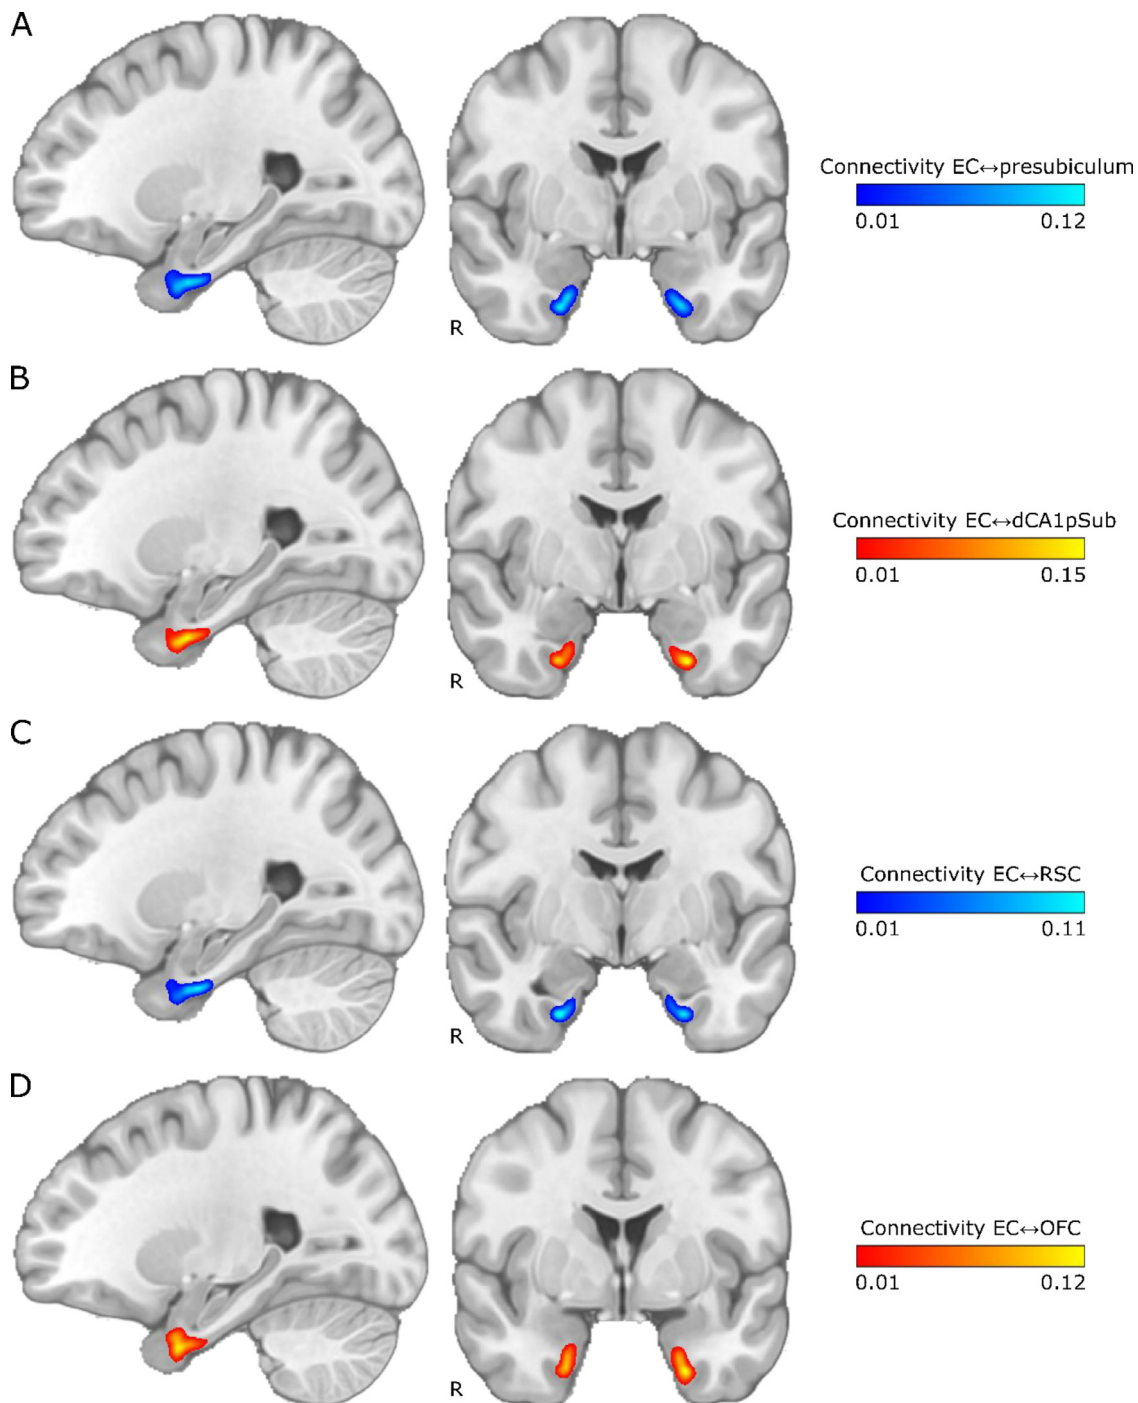 A
Connectivity EC↔presubiculum
0.01 0.12
R
B
Connectivity EC↔dCA1pSub
0.01 0.15
R
C
Connectivity EC↔RSC
0.01 0.11
R
D
Connectivity EC↔OFC
0.01 0.12
R